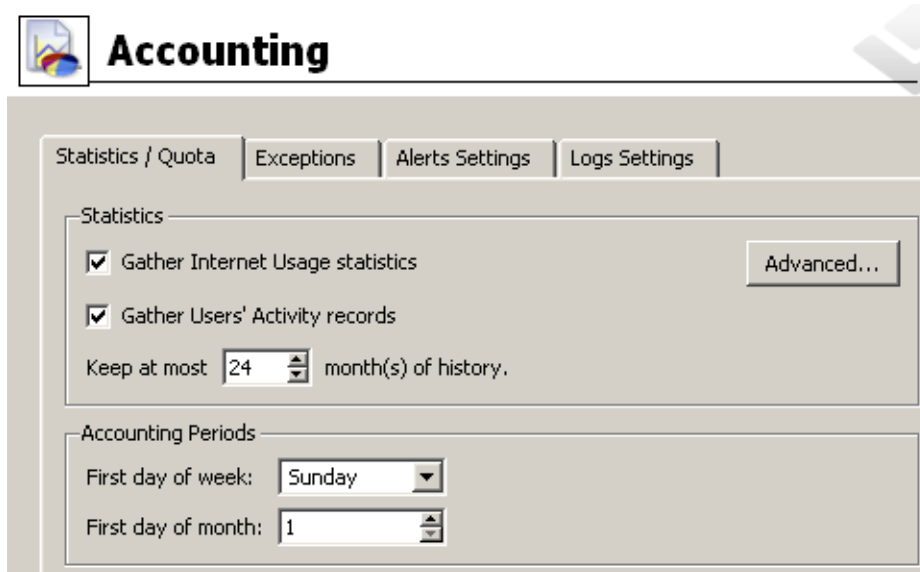 Accounting
Statistics / Quota Exceptions Alerts Settings Logs Settings
Statistics
Gather Internet Usage statistics Advanced...
Gather Users' Activity records
Keep at most 24 month(s) of history.
Accounting Periods
First day of week: Sunday
First day of month: 1